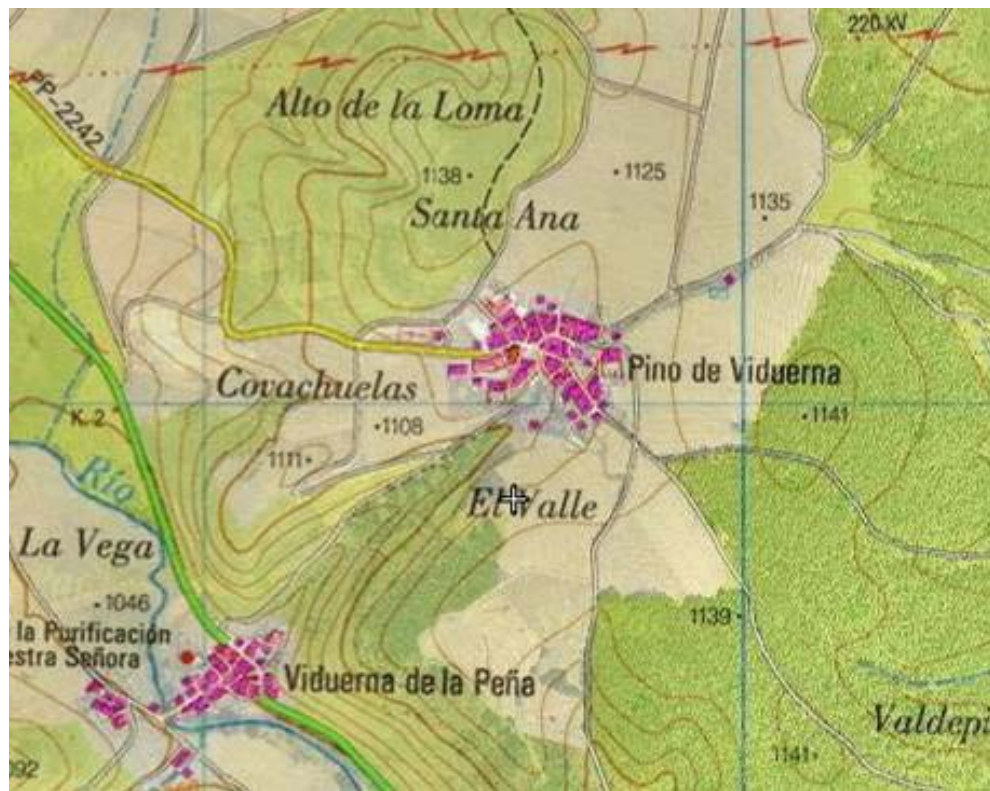 220 KV
PP-2242
Alto de la Loma
1138
1125
Santa Ana
1135
Pino de Viduerna
Covachuelas
1141
K-2
1108
1111
Río
El Valle
La Vega
1046
1139
la Purificación
estra Señora
Viduerna de la Peña
Valdepi
1141
092